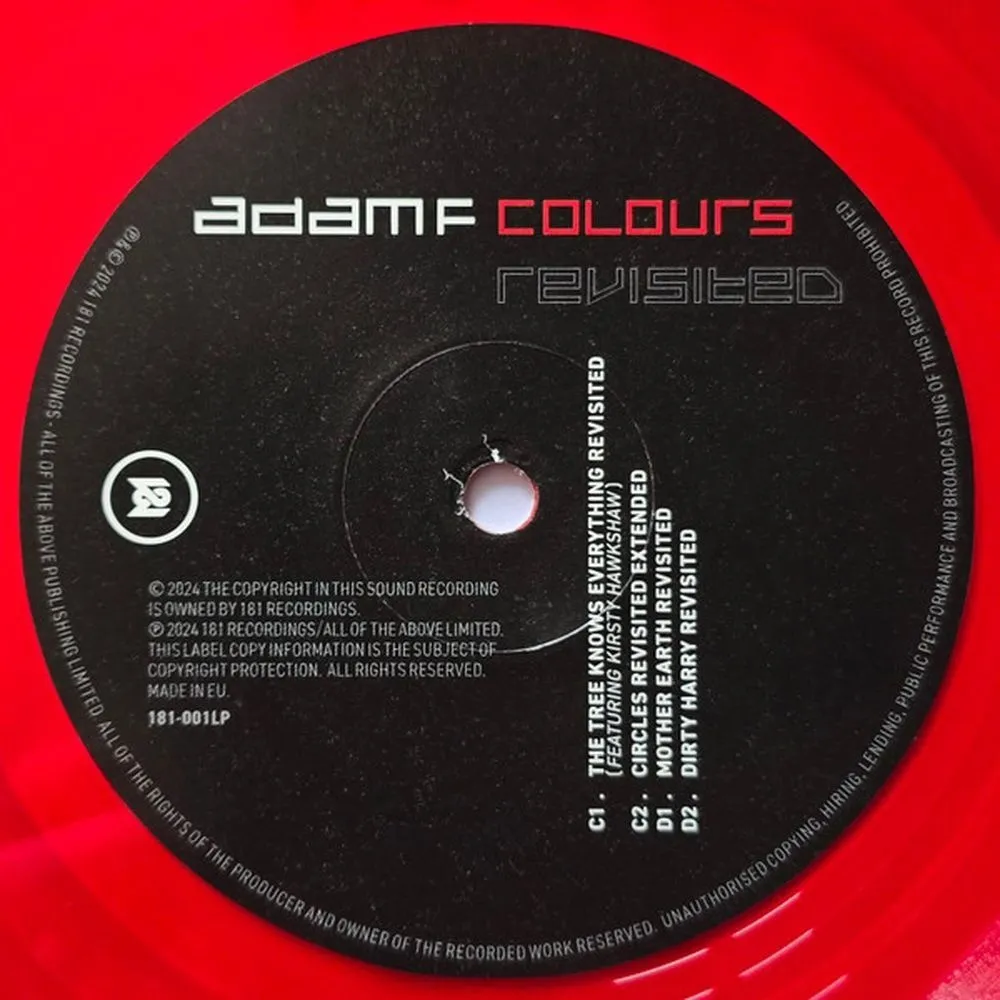 adamf colours
revisited
C1 . THE TREE KNOWS EVERYTHING REVISITED
(FEATURING KIRSTY HAWKSHAW)
C2 . CIRCLES REVISITED EXTENDED
D1 . MOTHER EARTH REVISITED
D2 . DIRTY HARRY REVISITED
181
© 2024 THE COPYRIGHT IN THIS SOUND RECORDING
IS OWNED BY 181 RECORDINGS.
℗ 2024 181 RECORDINGS/ALL OF THE ABOVE LIMITED.
THIS LABEL COPY INFORMATION IS THE SUBJECT OF
COPYRIGHT PROTECTION. ALL RIGHTS RESERVED.
MADE IN EU.
181-001LP
℗&© 2024 181 RECORDINGS - ALL OF THE ABOVE PUBLISHING LIMITED. ALL OF THE RIGHTS OF THE PRODUCER AND OWNER OF THE RECORDED WORK RESERVED. UNAUTHORISED COPYING, HIRING, LENDING, PUBLIC PERFORMANCE AND BROADCASTING OF THIS RECORD PROHIBITED